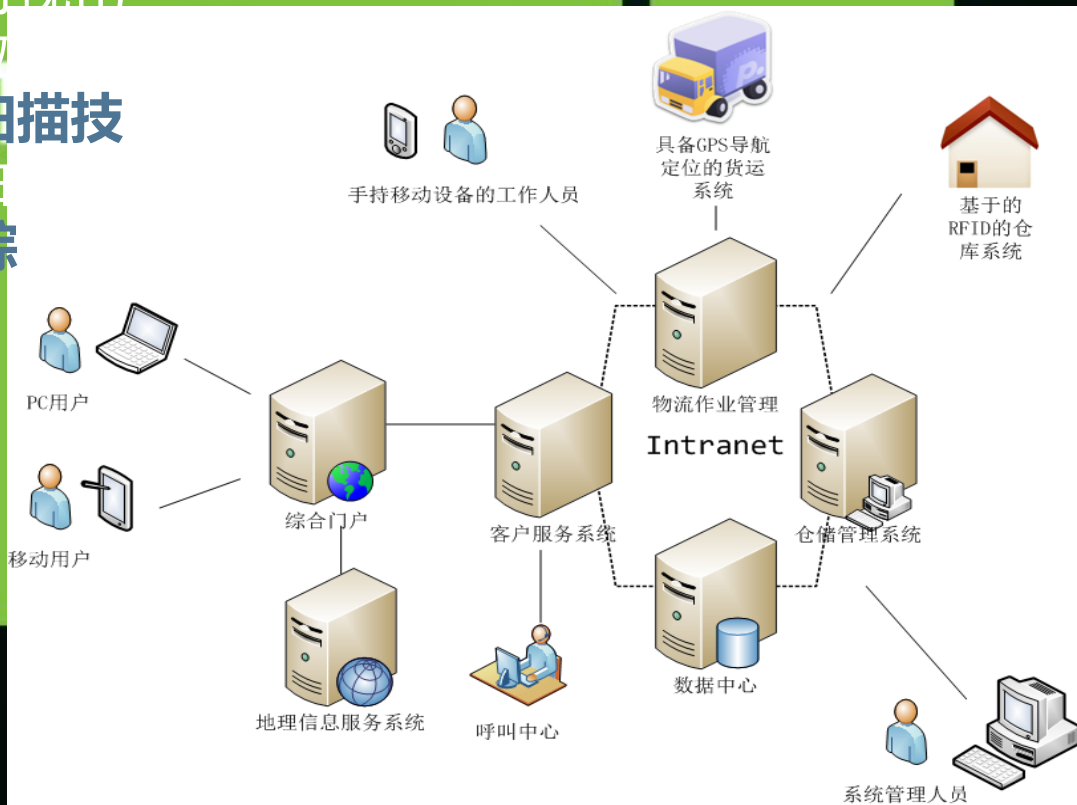 描技
踪
具备GPS导航
定位的货运
系统
手持移动设备的工作人员
基于的
RFID的仓
库系统
PC用户
物流作业管理
Intranet
综合门户
客户服务系统
仓储管理系统
移动用户
数据中心
地理信息服务系统
呼叫中心
系统管理人员